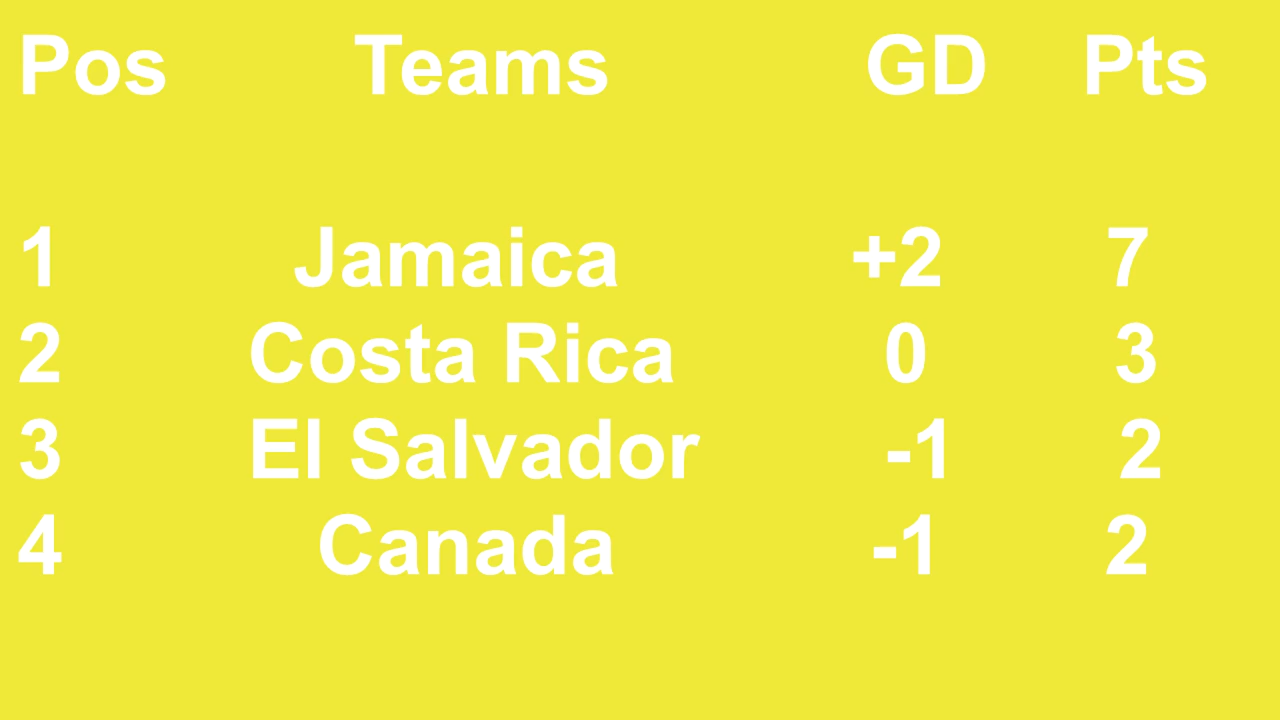 Pos Teams GD Pts
1 Jamaica +2 7
2 Costa Rica 0 3
3 El Salvador -1 2
4 Canada -1 2